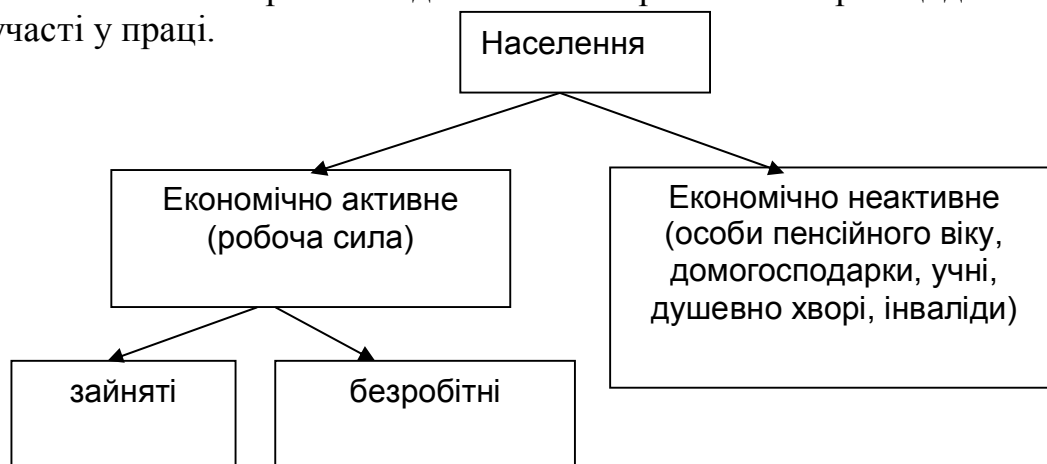 участі у праці.
Населення
Економічно активне
(робоча сила)
Економічно неактивне
(особи пенсійного віку,
домогосподарки, учні,
душевно хворі, інваліди)
зайняті
безробітні